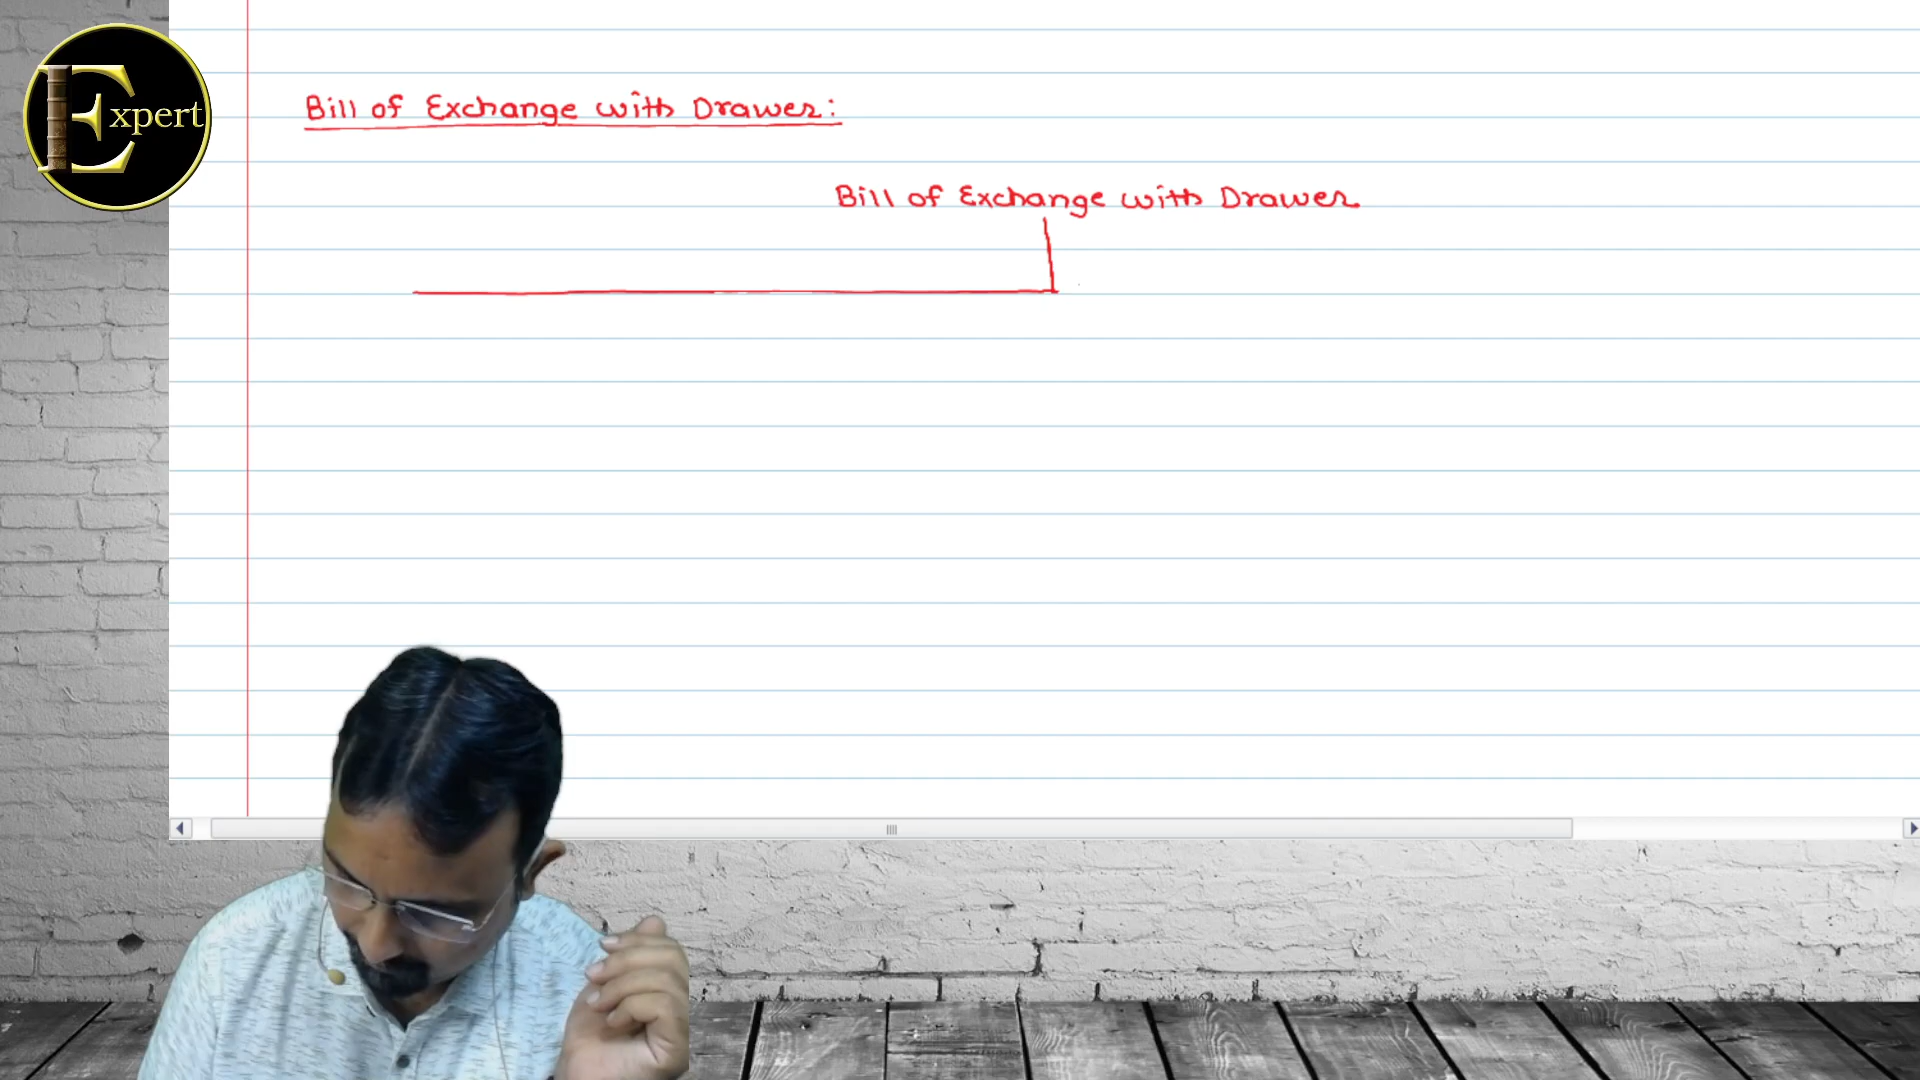 Expert
Bill of Exchange with Drawer:
Bill of Exchange with Drawer